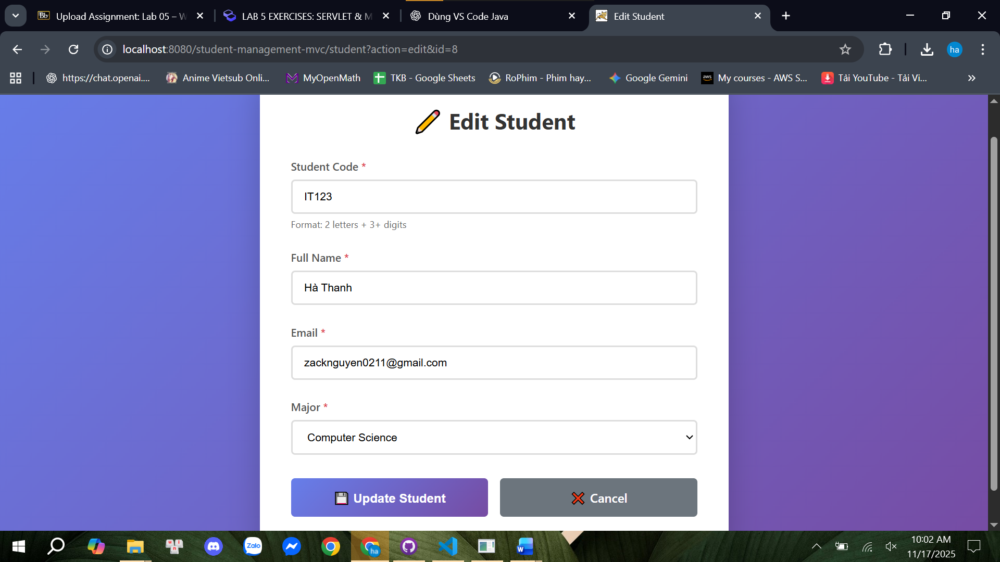 Upload Assignment: Lab 05 – W
LAB 5 EXERCISES: SERVLET & M
Dùng VS Code Java
Edit Student
localhost:8080/student-management-mvc/student?action=edit&id=8
ha
https://chat.openai....
Anime Vietsub Onli...
MyOpenMath
TKB - Google Sheets
RoPhim - Phim hay...
Google Gemini
aws
My courses - AWS S...
Tải YouTube - Tải Vi...
Edit Student
Student Code *
IT123
Format: 2 letters + 3+ digits
Full Name *
Hà Thanh
Email *
zacknguyen0211@gmail.com
Major *
Computer Science
Update Student
Cancel
Zalo
ha
10:02 AM
11/17/2025